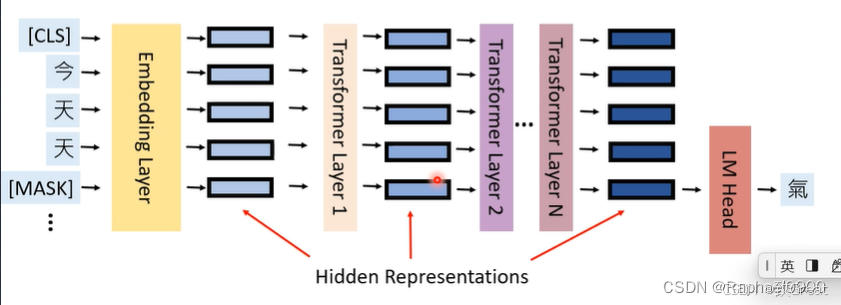 [CLS]
今
天
天
[MASK]
⋮
Embedding Layer
Transformer Layer 1
Transformer Layer 2
...
Transformer Layer N
LM Head
氣
Hidden Representations
英
CSDN @Raphael9900